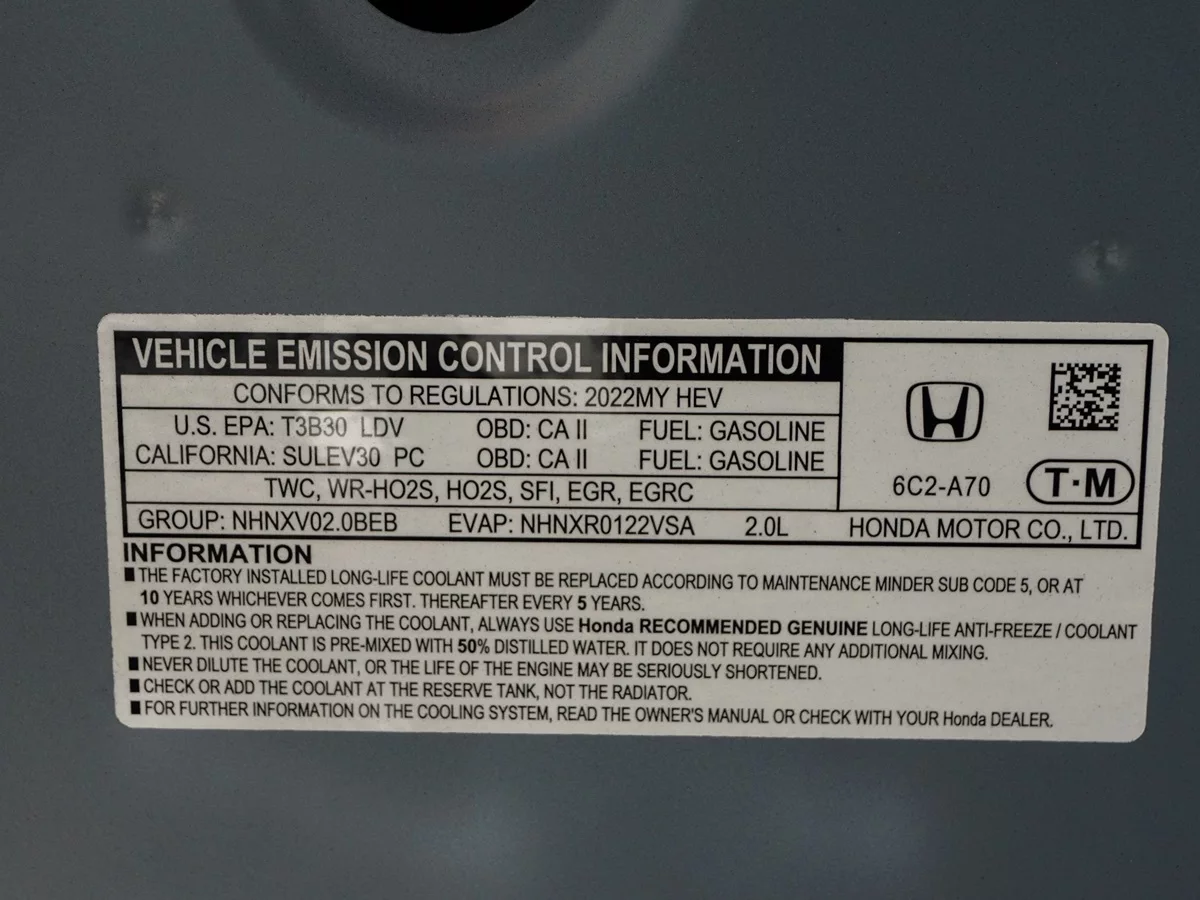 VEHICLE EMISSION CONTROL INFORMATION
CONFORMS TO REGULATIONS: 2022MY HEV
U.S. EPA: T3B30 LDV OBD: CA II FUEL: GASOLINE
CALIFORNIA: SULEV30 PC OBD: CA II FUEL: GASOLINE
TWC, WR-HO2S, HO2S, SFI, EGR, EGRC
6C2-A70 T·M
GROUP: NHNXV02.0BEB EVAP: NHNXR0122VSA 2.0L HONDA MOTOR CO., LTD.
INFORMATION
■ THE FACTORY INSTALLED LONG-LIFE COOLANT MUST BE REPLACED ACCORDING TO MAINTENANCE MINDER SUB CODE 5, OR AT
10 YEARS WHICHEVER COMES FIRST. THEREAFTER EVERY 5 YEARS.
■ WHEN ADDING OR REPLACING THE COOLANT, ALWAYS USE Honda RECOMMENDED GENUINE LONG-LIFE ANTI-FREEZE / COOLANT
TYPE 2. THIS COOLANT IS PRE-MIXED WITH 50% DISTILLED WATER. IT DOES NOT REQUIRE ANY ADDITIONAL MIXING.
■ NEVER DILUTE THE COOLANT, OR THE LIFE OF THE ENGINE MAY BE SERIOUSLY SHORTENED.
■ CHECK OR ADD THE COOLANT AT THE RESERVE TANK, NOT THE RADIATOR.
■ FOR FURTHER INFORMATION ON THE COOLING SYSTEM, READ THE OWNER'S MANUAL OR CHECK WITH YOUR Honda DEALER.